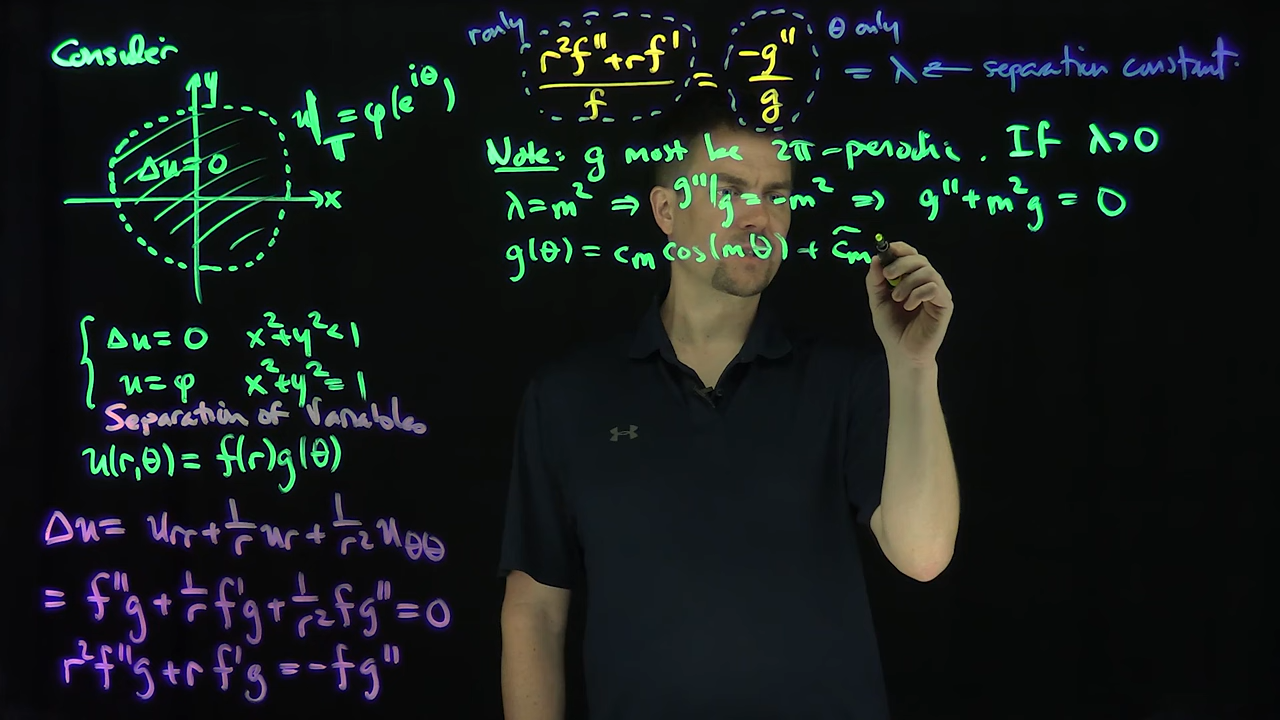 Consider
y
x
Δu=0
u|_𝕋 = φ(e^{iθ})
{ Δu = 0  x²+y²<1
u = φ  x²+y² = 1
Separation of Variables
u(r,θ) = f(r)g(θ)
Δu = u_rr + 1/r u_r + 1/r² u_θθ
= f''g + 1/r f'g + 1/r² fg'' = 0
r²f''g + r f'g = -fg''
r only
(r²f''+rf')/f = -g''/g = λ ← separation constant.
θ only
Note: g must be 2π-periodic. If λ>0
λ=m² ⇒ g''/g = -m² ⇒ g''+m²g = 0
g(θ) = c_m cos(mθ) + c̃_m